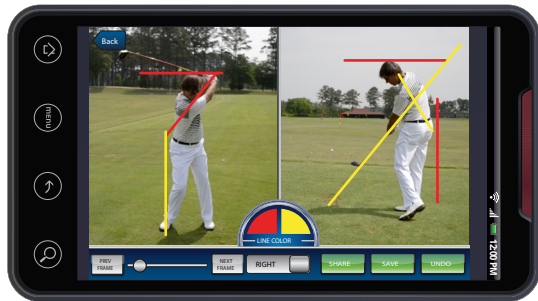 Back
menu
LINE COLOR
PREV
FRAME
NEXT
FRAME
RIGHT
SHARE
SAVE
UNDO
12:00 PM